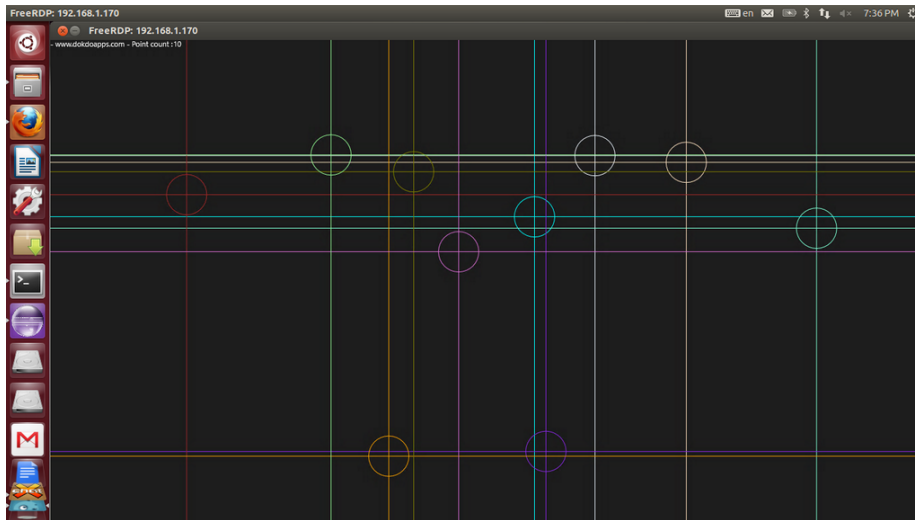 FreeRDP: 192.168.1.170
en
7:36 PM
FreeRDP: 192.168.1.170
- www.dokdoapps.com - Point count :10